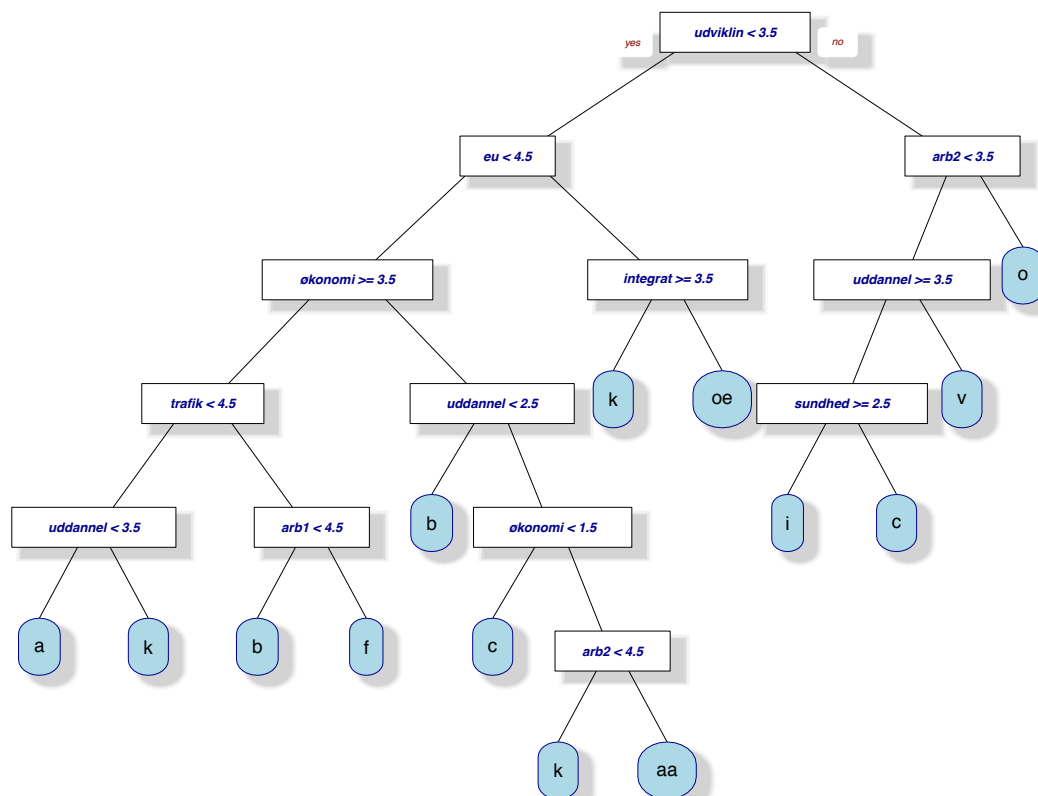 udviklin < 3.5
yes
no
eu < 4.5
arb2 < 3.5
økonomi >= 3.5
integrat >= 3.5
uddannel >= 3.5
o
trafik < 4.5
uddannel < 2.5
k
oe
sundhed >= 2.5
v
uddannel < 3.5
arb1 < 4.5
b
økonomi < 1.5
i
c
a
k
b
f
c
arb2 < 4.5
k
aa